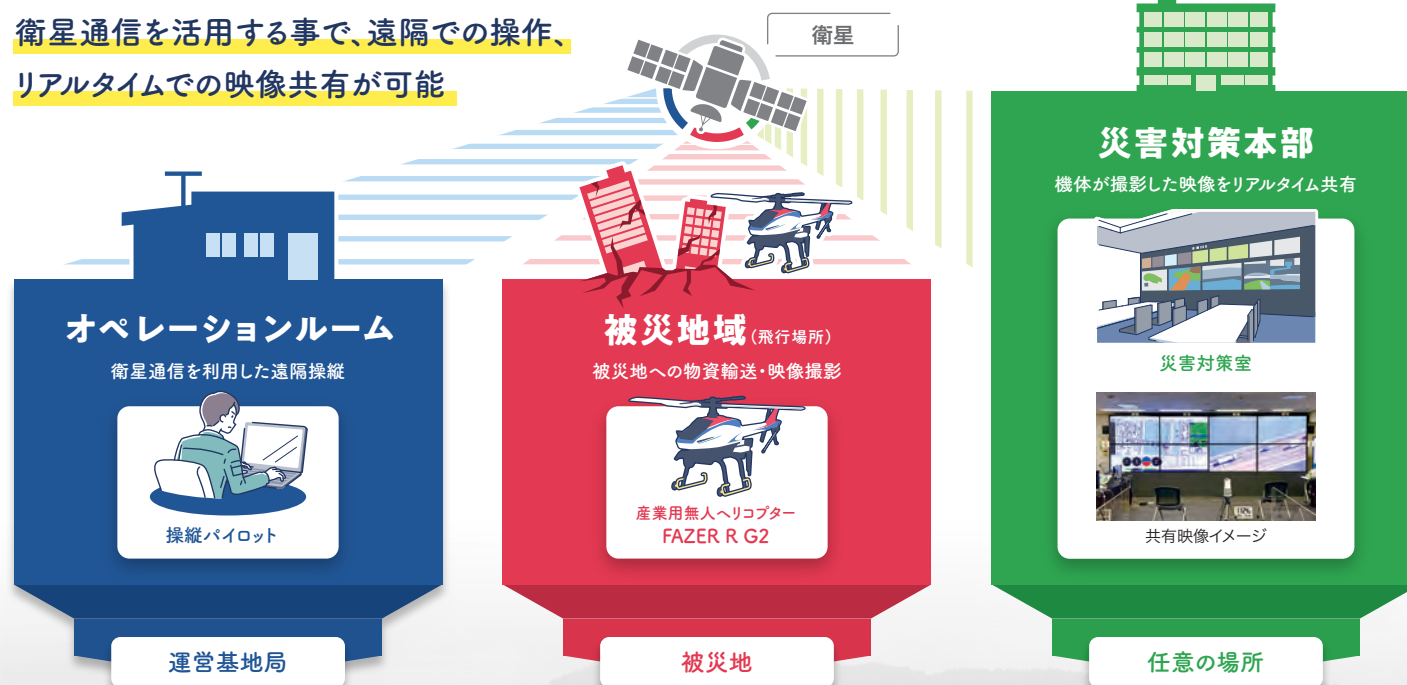 衛星通信を活用する事で、遠隔での操作、
リアルタイムでの映像共有が可能
衛星
オペレーションルーム
衛星通信を利用した遠隔操縦
操縦パイロット
運営基地局
被災地域(飛行場所)
被災地への物資輸送・映像撮影
産業用無人ヘリコプター
FAZER R G2
被災地
災害対策本部
機体が撮影した映像をリアルタイム共有
災害対策室
共有映像イメージ
任意の場所